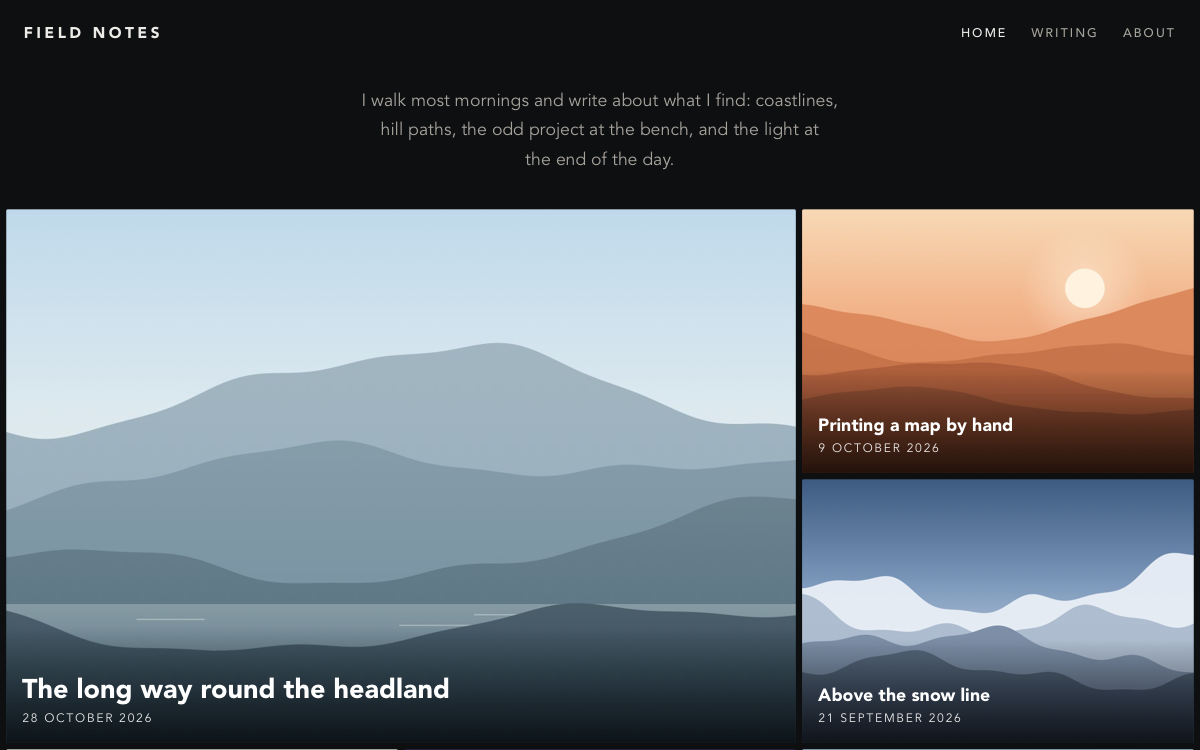 FIELD NOTES
HOME WRITING ABOUT
I walk most mornings and write about what I find: coastlines,
hill paths, the odd project at the bench, and the light at
the end of the day.
The long way round the headland
28 OCTOBER 2026
Printing a map by hand
9 OCTOBER 2026
Above the snow line
21 SEPTEMBER 2026